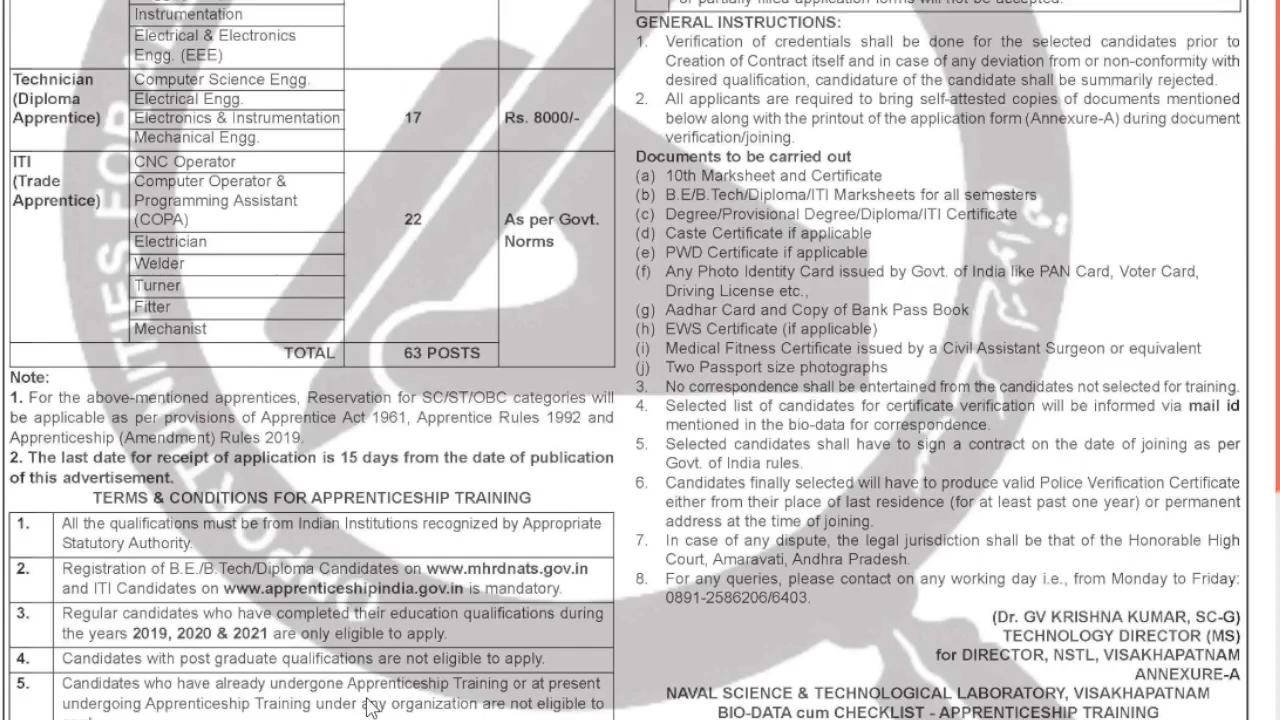 Instrumentation
Electrical & Electronics
Engg. (EEE)
Technician
(Diploma
Apprentice)
Computer Science Engg.
Electrical Engg.
Electronics & Instrumentation
Mechanical Engg.
17
Rs. 8000/-
ITI
(Trade
Apprentice)
CNC Operator
Computer Operator &
Programming Assistant
(COPA)
Electrician
Welder
Turner
Fitter
Mechanist
22
As per Govt.
Norms
TOTAL 63 POSTS
Note:
1. For the above-mentioned apprentices, Reservation for SC/ST/OBC categories will
be applicable as per provisions of Apprentice Act 1961, Apprentice Rules 1992 and
Apprenticeship (Amendment) Rules 2019.
2. The last date for receipt of application is 15 days from the date of publication
of this advertisement.
TERMS & CONDITIONS FOR APPRENTICESHIP TRAINING
1. All the qualifications must be from Indian Institutions recognized by Appropriate
Statutory Authority.
2. Registration of B.E./B.Tech/Diploma Candidates on www.mhrdnats.gov.in
and ITI Candidates on www.apprenticeshipindia.gov.in is mandatory.
3. Regular candidates who have completed their education qualifications during
the years 2019, 2020 & 2021 are only eligible to apply.
4. Candidates with post graduate qualifications are not eligible to apply.
5. Candidates who have already undergone Apprenticeship Training or at present
undergoing Apprenticeship Training under any organization are not eligible to
or partially filled application forms will not be accepted.
GENERAL INSTRUCTIONS:
1. Verification of credentials shall be done for the selected candidates prior to
Creation of Contract itself and in case of any deviation from or non-conformity with
desired qualification, candidature of the candidate shall be summarily rejected.
2. All applicants are required to bring self-attested copies of documents mentioned
below along with the printout of the application form (Annexure-A) during document
verification/joining.
Documents to be carried out
(a) 10th Marksheet and Certificate
(b) B.E/B.Tech/Diploma/ITI Marksheets for all semesters
(c) Degree/Provisional Degree/Diploma/ITI Certificate
(d) Caste Certificate if applicable
(e) PWD Certificate if applicable
(f) Any Photo Identity Card issued by Govt. of India like PAN Card, Voter Card,
Driving License etc.,
(g) Aadhar Card and Copy of Bank Pass Book
(h) EWS Certificate (if applicable)
(i) Medical Fitness Certificate issued by a Civil Assistant Surgeon or equivalent
(j) Two Passport size photographs
3. No correspondence shall be entertained from the candidates not selected for training.
4. Selected list of candidates for certificate verification will be informed via mail id
mentioned in the bio-data for correspondence.
5. Selected candidates shall have to sign a contract on the date of joining as per
Govt. of India rules.
6. Candidates finally selected will have to produce valid Police Verification Certificate
either from their place of last residence (for at least past one year) or permanent
address at the time of joining.
7. In case of any dispute, the legal jurisdiction shall be that of the Honorable High
Court, Amaravati, Andhra Pradesh.
8. For any queries, please contact on any working day i.e., from Monday to Friday:
0891-2586206/6403.
(Dr. GV KRISHNA KUMAR, SC-G)
TECHNOLOGY DIRECTOR (MS)
for DIRECTOR, NSTL, VISAKHAPATNAM
ANNEXURE-A
NAVAL SCIENCE & TECHNOLOGICAL LABORATORY, VISAKHAPATNAM
BIO-DATA cum CHECKLIST - APPRENTICESHIP TRAINING